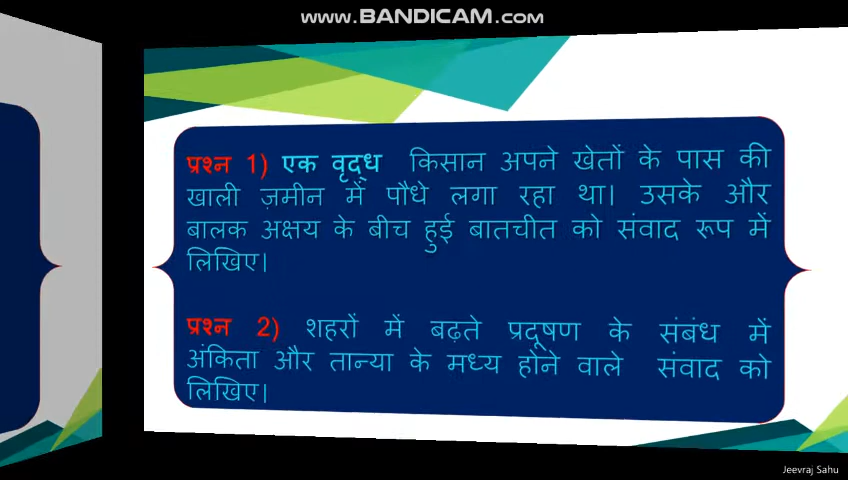 www.BANDICAM.com
प्रश्न 1) एक वृद्ध किसान अपने खेतों के पास की
खाली ज़मीन में पौधे लगा रहा था। उसके और
बालक अक्षय के बीच हुई बातचीत को संवाद रूप में
लिखिए।
प्रश्न 2) शहरों में बढ़ते प्रदूषण के संबंध में
अंकिता और तान्या के मध्य होने वाले संवाद को
लिखिए।
Jeevraj Sahu